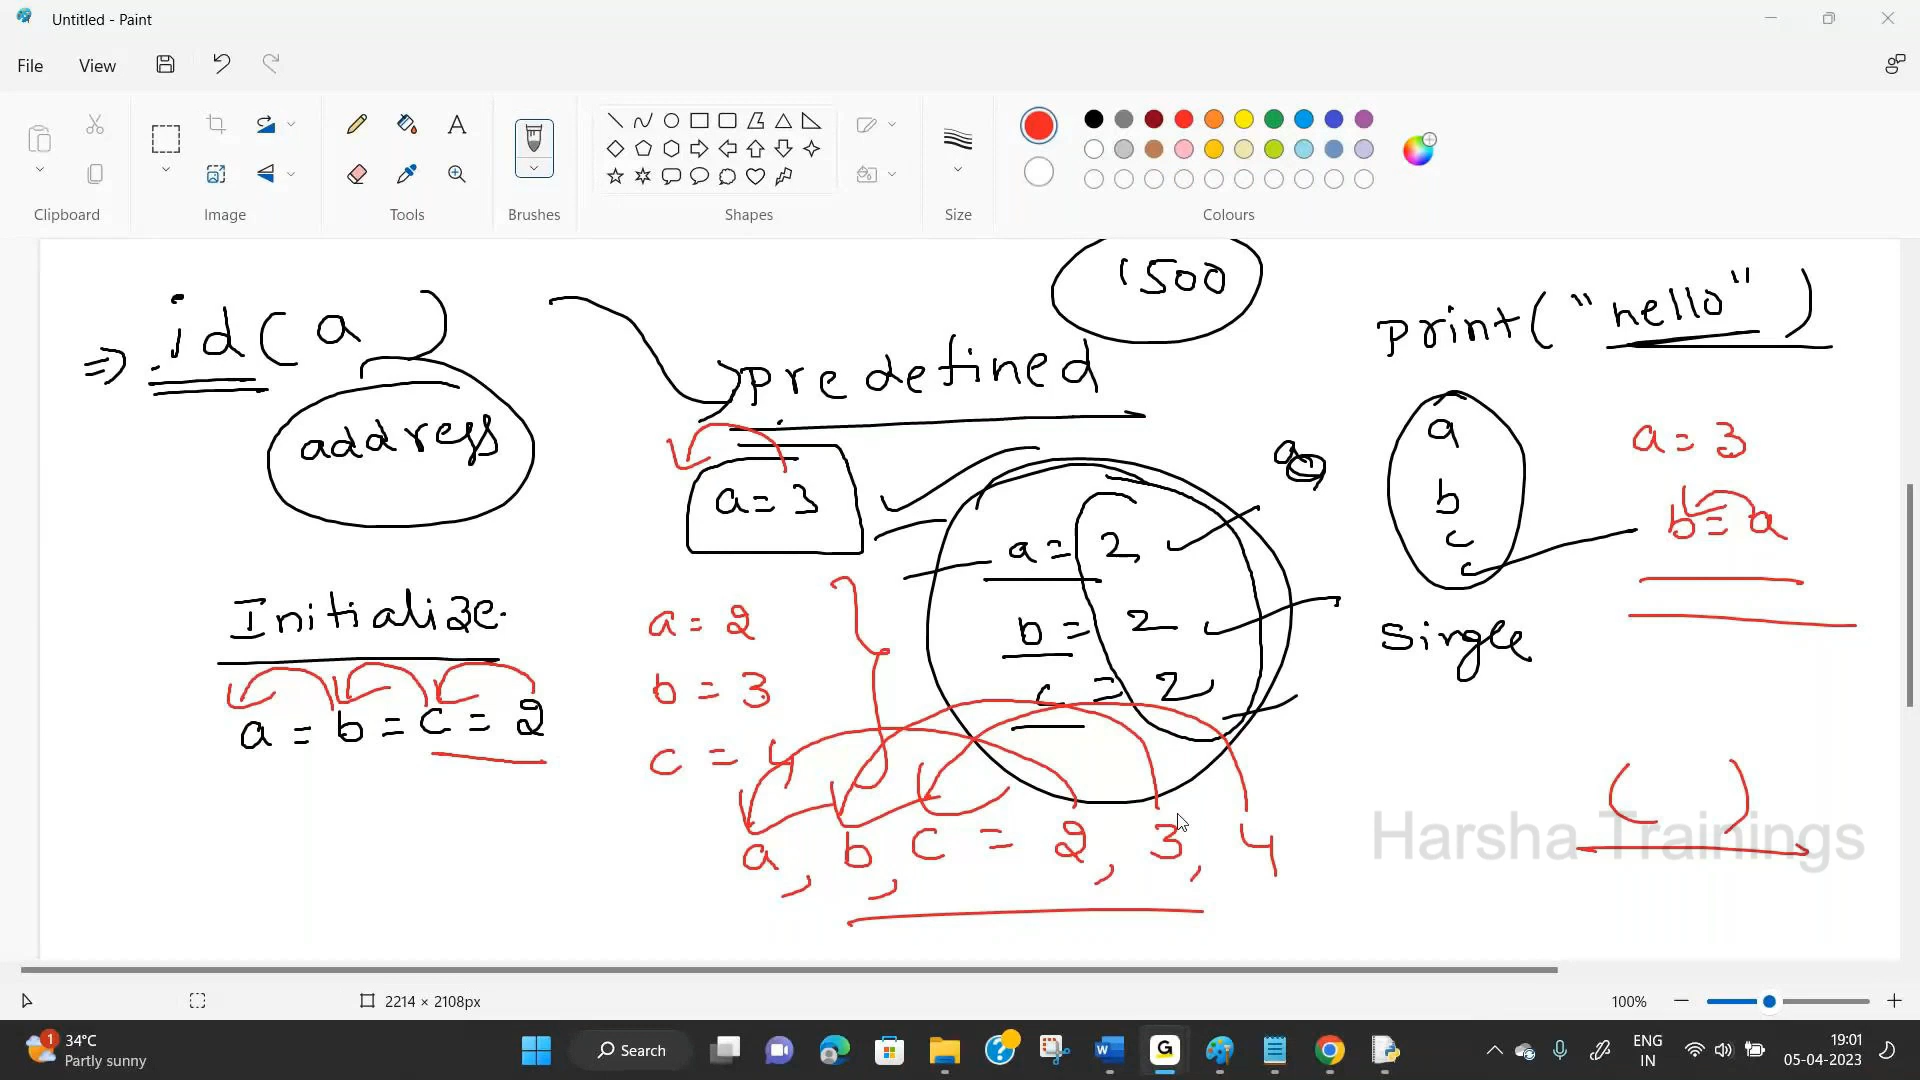 Untitled - Paint
File View
Clipboard Image Tools Brushes Shapes Size Colours
1500
=> id(a)
address
predefined
print("hello")
a = 3
a
b
c
a = 3
b = a
a = 2
b = 2
c = 2
Single
Initialize
a = b = c = 2
a = 2
b = 3
c = 4
a, b, c = 2, 3, 4
( )
Harsha Trainings
2214 × 2108px
100%
34°C
Partly sunny
1
Search
ENG
IN
19:01
05-04-2023